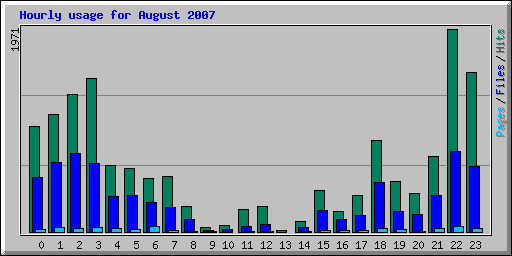 Hourly usage for August 2007
1971
Pages / Files / Hits
0 1 2 3 4 5 6 7 8 9 10 11 12 13 14 15 16 17 18 19 20 21 22 23